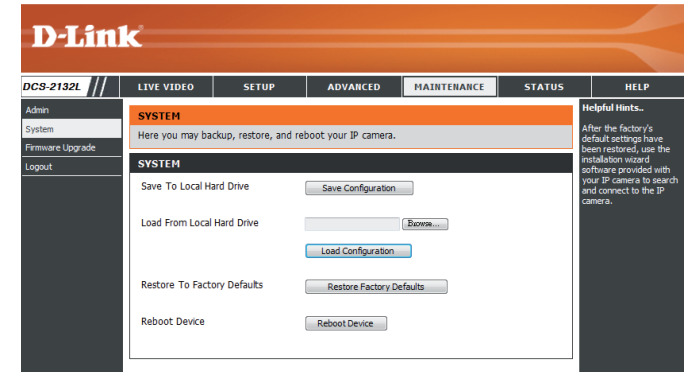 D-Link
DCS-2132L
LIVE VIDEO
SETUP
ADVANCED
MAINTENANCE
STATUS
HELP
Admin
System
Firmware Upgrade
Logout
SYSTEM
Here you may backup, restore, and reboot your IP camera.
SYSTEM
Save To Local Hard Drive
Save Configuration
Load From Local Hard Drive
Browse...
Load Configuration
Restore To Factory Defaults
Restore Factory Defaults
Reboot Device
Reboot Device
Helpful Hints..
After the factory's
default settings have
been restored, use the
installation wizard
software provided with
your IP camera to search
and connect to the IP
camera.